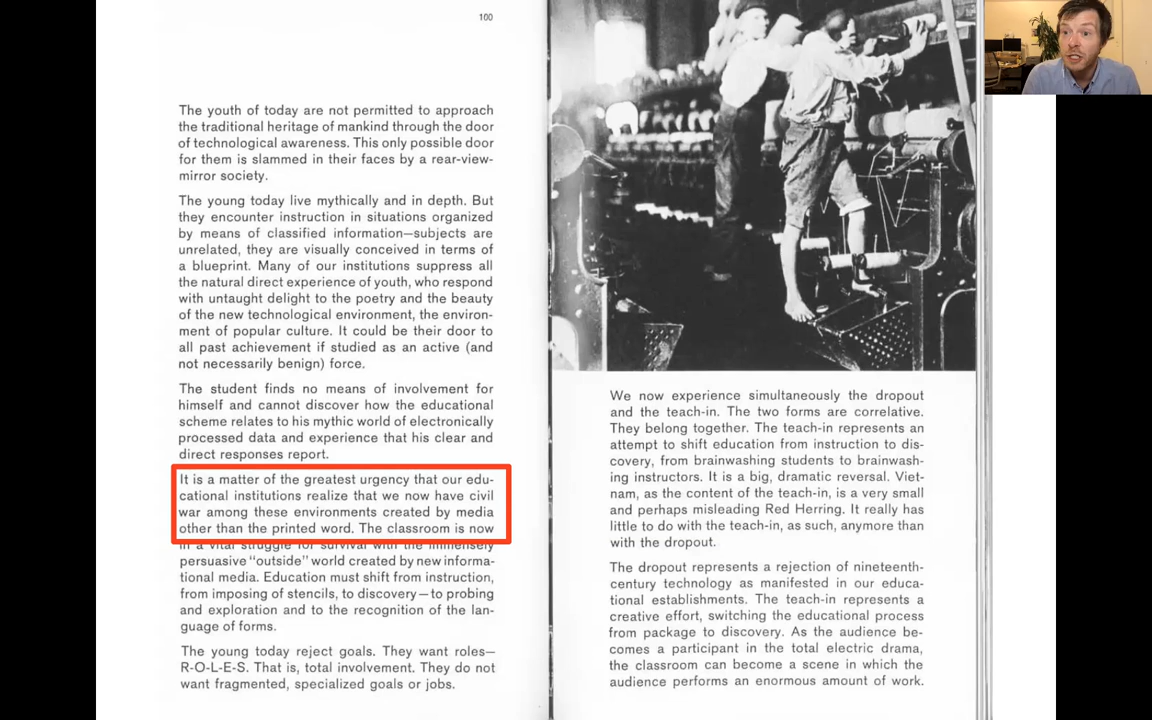 100
The youth of today are not permitted to approach
the traditional heritage of mankind through the door
of technological awareness. This only possible door
for them is slammed in their faces by a rear-view-
mirror society.
The young today live mythically and in depth. But
they encounter instruction in situations organized
by means of classified information—subjects are
unrelated, they are visually conceived in terms of
a blueprint. Many of our institutions suppress all
the natural direct experience of youth, who respond
with untaught delight to the poetry and the beauty
of the new technological environment, the environ-
ment of popular culture. It could be their door to
all past achievement if studied as an active (and
not necessarily benign) force.
The student finds no means of involvement for
himself and cannot discover how the educational
scheme relates to his mythic world of electronically
processed data and experience that his clear and
direct responses report.
It is a matter of the greatest urgency that our edu-
cational institutions realize that we now have civil
war among these environments created by media
other than the printed word. The classroom is now
in a vital struggle for survival with the immensely
persuasive "outside" world created by new informa-
tional media. Education must shift from instruction,
from imposing of stencils, to discovery—to probing
and exploration and to the recognition of the lan-
guage of forms.
The young today reject goals. They want roles—
R-O-L-E-S. That is, total involvement. They do not
want fragmented, specialized goals or jobs.
We now experience simultaneously the dropout
and the teach-in. The two forms are correlative.
They belong together. The teach-in represents an
attempt to shift education from instruction to dis-
covery, from brainwashing students to brainwash-
ing instructors. It is a big, dramatic reversal. Viet-
nam, as the content of the teach-in, is a very small
and perhaps misleading Red Herring. It really has
little to do with the teach-in, as such, anymore than
with the dropout.
The dropout represents a rejection of nineteenth-
century technology as manifested in our educa-
tional establishments. The teach-in represents a
creative effort, switching the educational process
from package to discovery. As the audience be-
comes a participant in the total electric drama,
the classroom can become a scene in which the
audience performs an enormous amount of work.